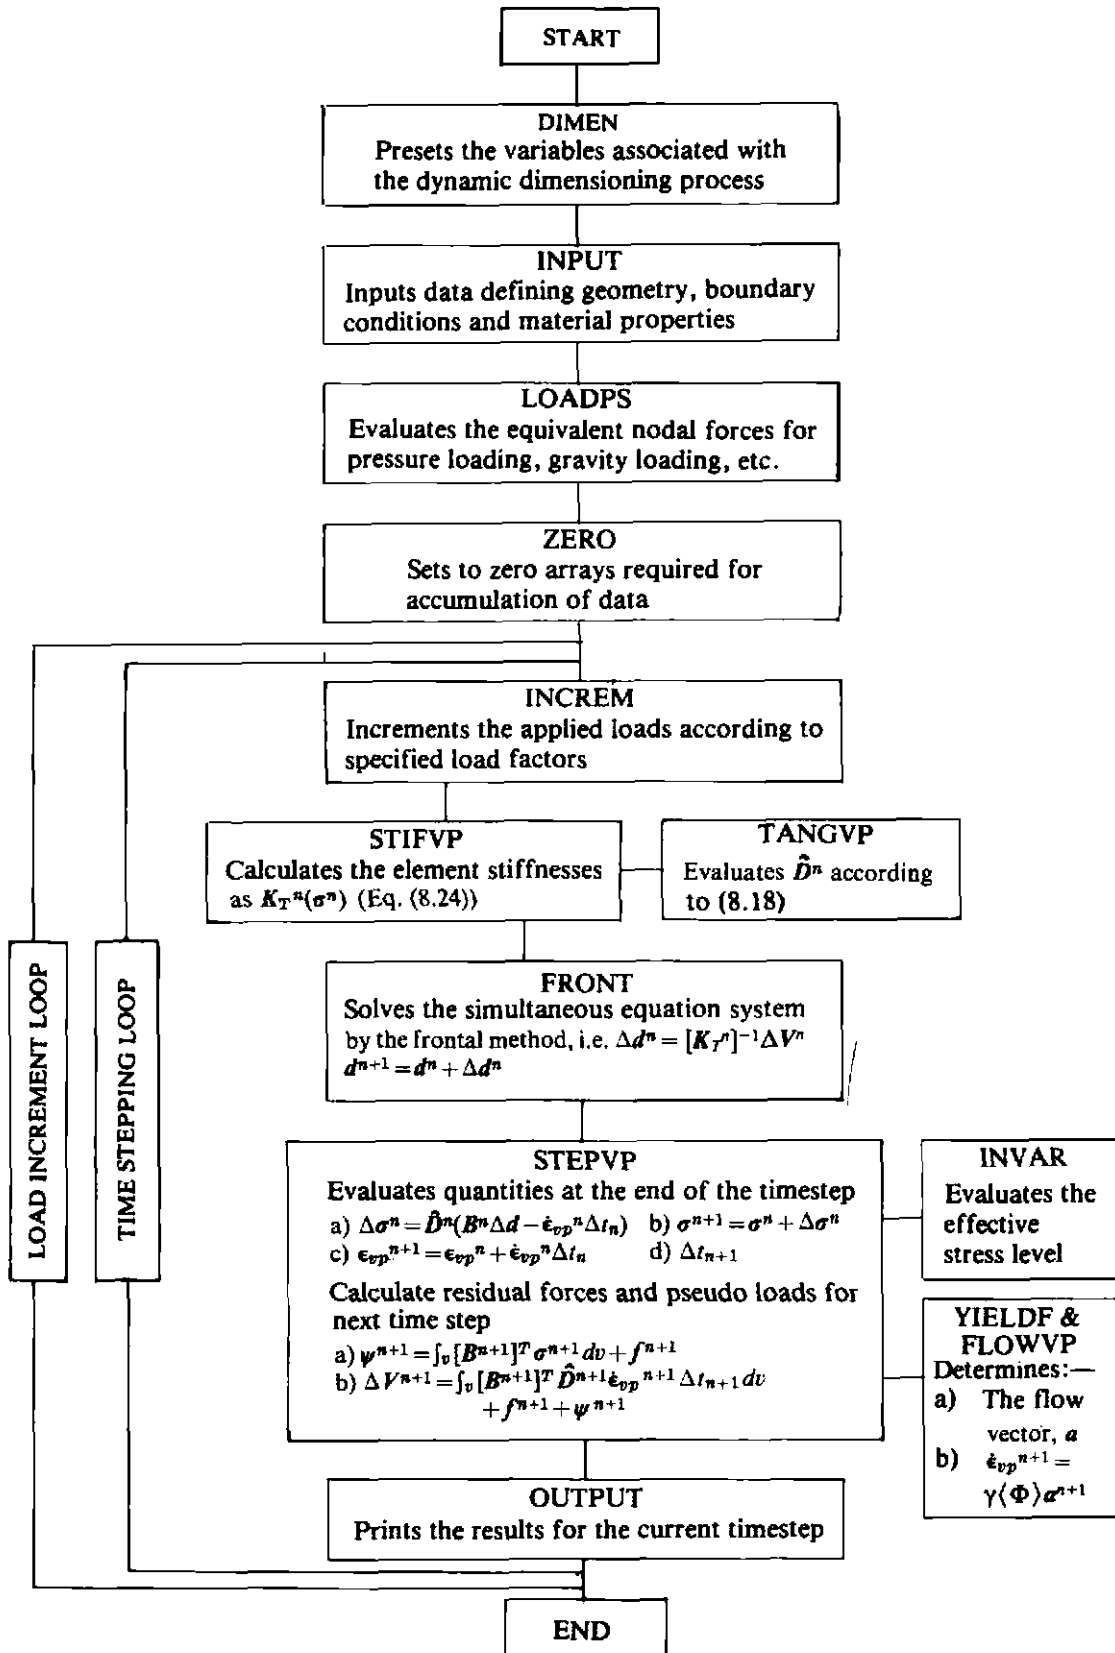 START
DIMEN
Presets the variables associated with
the dynamic dimensioning process
INPUT
Inputs data defining geometry, boundary
conditions and material properties
LOADPS
Evaluates the equivalent nodal forces for
pressure loading, gravity loading, etc.
ZERO
Sets to zero arrays required for
accumulation of data
INCREM
Increments the applied loads according to
specified load factors
STIFVP
Calculates the element stiffnesses
as K_T^n(σ^n) (Eq. (8.24))
TANGVP
Evaluates D̂^n according
to (8.18)
LOAD INCREMENT LOOP
TIME STEPPING LOOP
FRONT
Solves the simultaneous equation system
by the frontal method, i.e. Δd^n = [K_T^n]^{-1}ΔV^n
d^{n+1} = d^n + Δd^n
STEPVP
Evaluates quantities at the end of the timestep
a) Δσ^n = D̂^n(B^nΔd − ε̇_{vp}^nΔt_n) b) σ^{n+1} = σ^n + Δσ^n
c) ε_{vp}^{n+1} = ε_{vp}^n + ε̇_{vp}^nΔt_n d) Δt_{n+1}
Calculate residual forces and pseudo loads for
next time step
a) ψ^{n+1} = ∫_v [B^{n+1}]^T σ^{n+1} dv + f^{n+1}
b) ΔV^{n+1} = ∫_v [B^{n+1}]^T D̂^{n+1} ε̇_{vp}^{n+1} Δt_{n+1} dv
+ f^{n+1} + ψ^{n+1}
INVAR
Evaluates the
effective
stress level
YIELDF &
FLOWVP
Determines:—
a) The flow
vector, a
b) ε̇_{vp}^{n+1} =
γ⟨Φ⟩a^{n+1}
OUTPUT
Prints the results for the current timestep
END